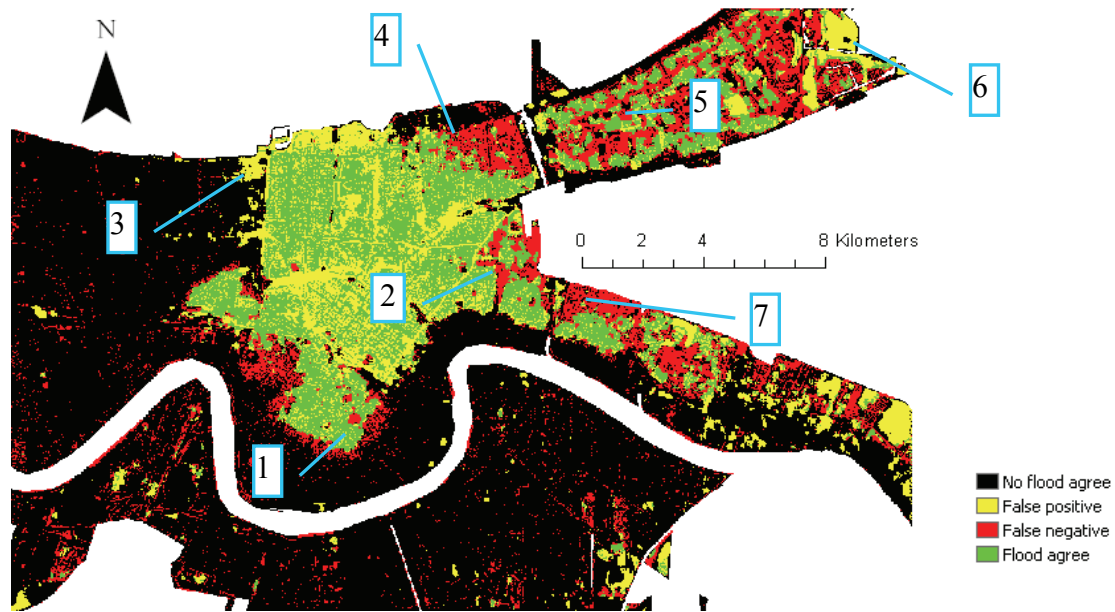 N
4
6
5
3
0 2 4 8 Kilometers
2
7
1
No flood agree
False positive
False negative
Flood agree